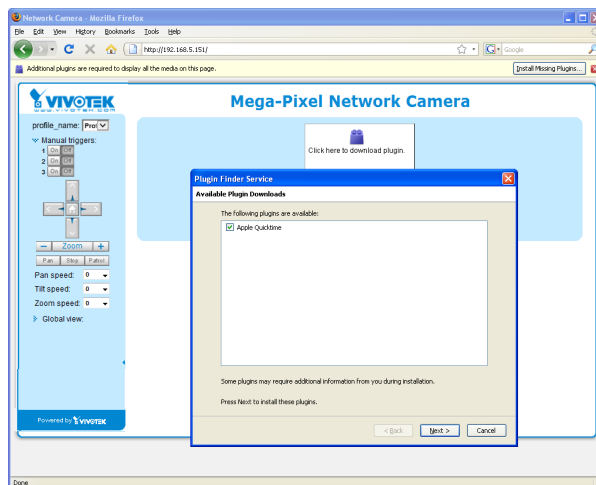 Network Camera - Mozilla Firefox
File Edit View History Bookmarks Tools Help
http://192.168.5.151/
Google
Additional plugins are required to display all the media on this page.
Install Missing Plugins...
VIVOTEK
www.vivotek.com
Mega-Pixel Network Camera
profile_name: Pro
Manual triggers:
1 On Off
2 On Off
3 On Off
Click here to download plugin.
Zoom
Pan Stop Patrol
Pan speed: 0
Tilt speed: 0
Zoom speed: 0
Global view:
Powered by VIVOTEK
Plugin Finder Service
Available Plugin Downloads
The following plugins are available:
Apple Quicktime
Some plugins may require additional information from you during installation.
Press Next to install these plugins.
< Back Next > Cancel
Done